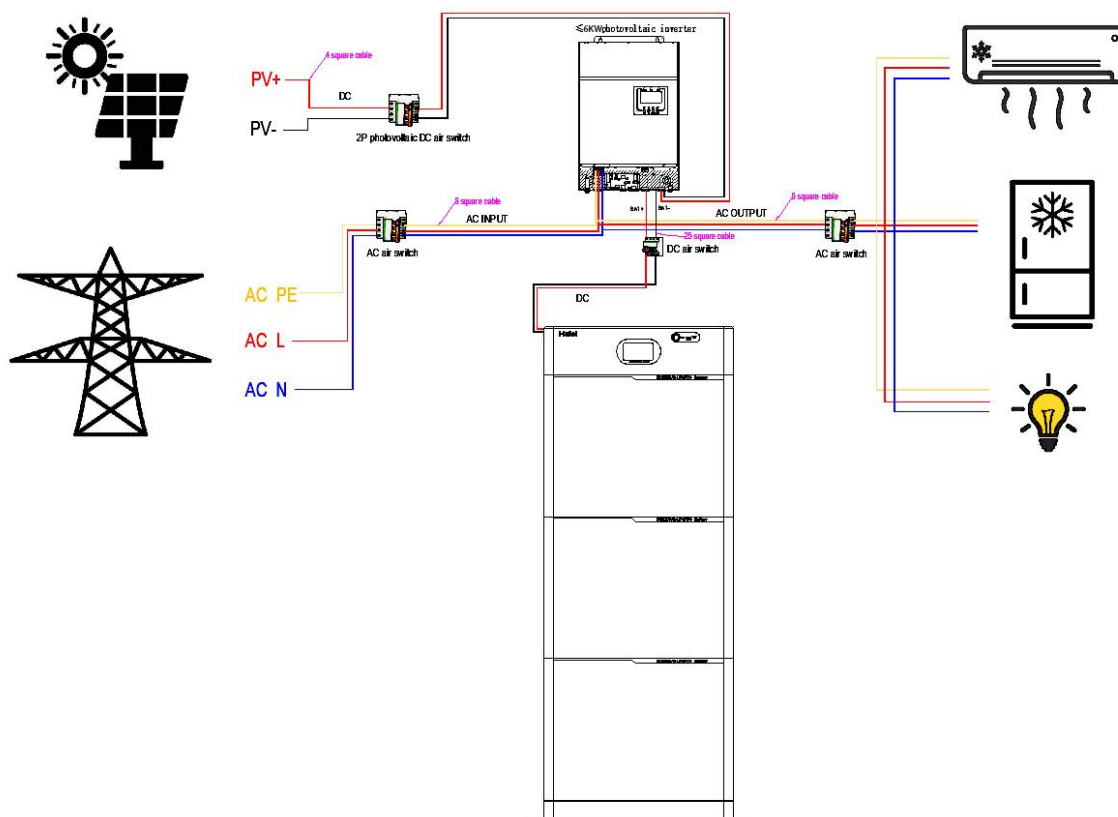 ≤6KWphotovoltaic inverter
4 square cable
PV+
DC
PV-
2P photovoltaic DC air switch
BAT+
BAT-
8 square cable
AC INPUT
AC OUTPUT
8 square cable
25 square cable
AC air switch
DC air switch
AC air switch
AC PE
DC
AC L
AC N